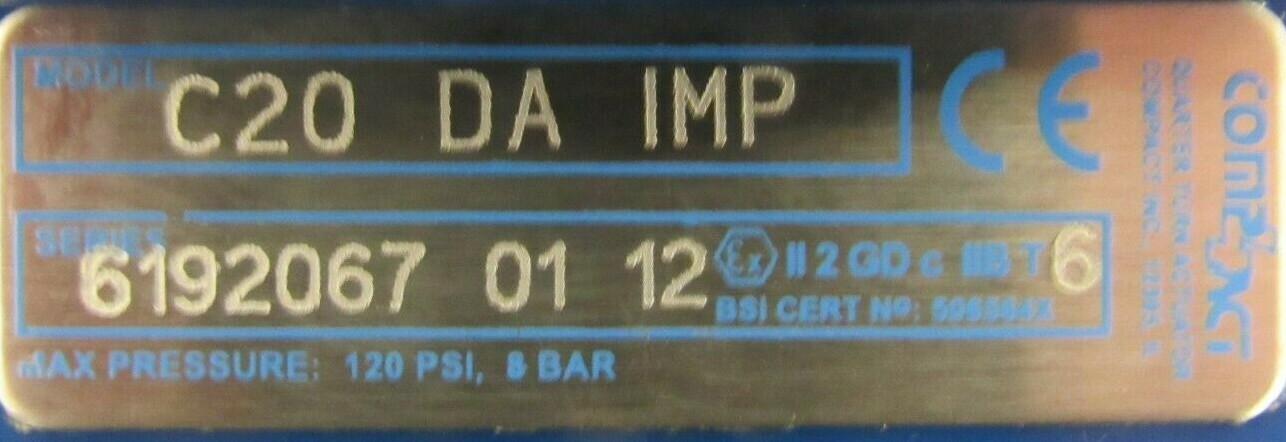 MODEL C20 DA IMP
CE
SERIES 6192067 01 12 Ex II 2 GD c IIB T6
BSI CERT Nº:
MAX PRESSURE: 120 PSI, 8 BAR
COMPACT
QUARTER TURN ACTUATOR
COMPACT INC.,